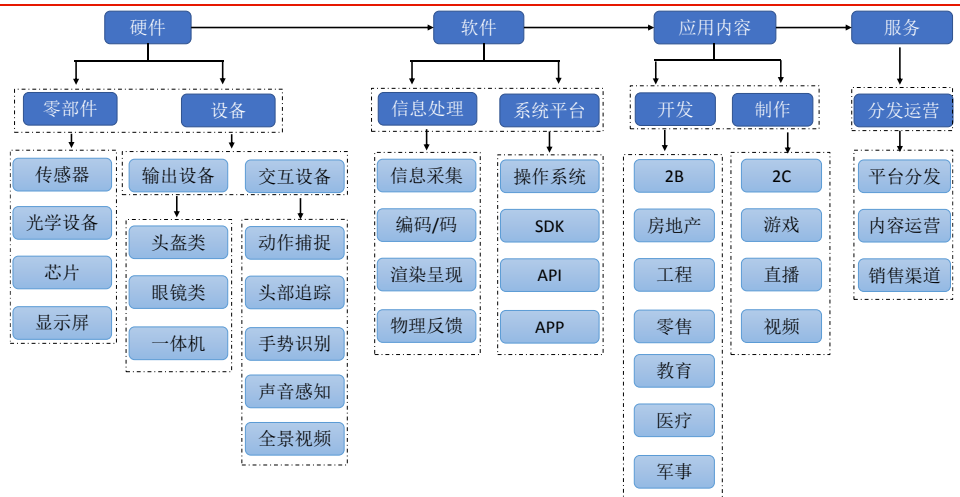 硬件
软件
应用内容
服务
零部件
设备
信息处理
系统平台
开发
制作
分发运营
传感器
光学设备
芯片
显示屏
输出设备
头盔类
眼镜类
一体机
交互设备
动作捕捉
头部追踪
手势识别
声音感知
全景视频
信息采集
编码/码
渲染呈现
物理反馈
操作系统
SDK
API
APP
2B
房地产
工程
零售
教育
医疗
军事
2C
游戏
直播
视频
平台分发
内容运营
销售渠道